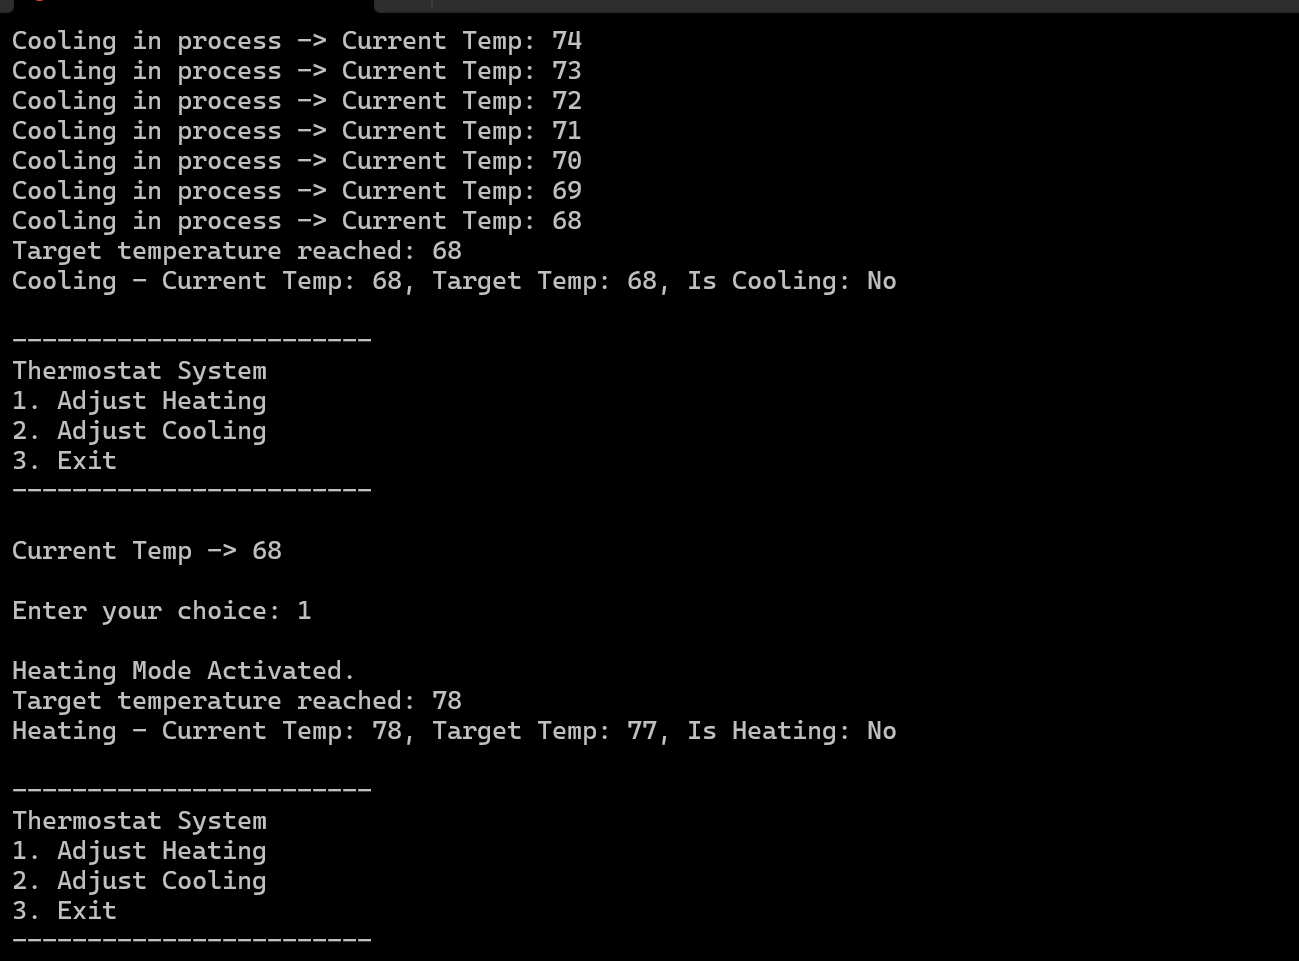 Cooling in process -> Current Temp: 74
Cooling in process -> Current Temp: 73
Cooling in process -> Current Temp: 72
Cooling in process -> Current Temp: 71
Cooling in process -> Current Temp: 70
Cooling in process -> Current Temp: 69
Cooling in process -> Current Temp: 68
Target temperature reached: 68
Cooling - Current Temp: 68, Target Temp: 68, Is Cooling: No
------------------------
Thermostat System
1. Adjust Heating
2. Adjust Cooling
3. Exit
------------------------
Current Temp -> 68
Enter your choice: 1
Heating Mode Activated.
Target temperature reached: 78
Heating - Current Temp: 78, Target Temp: 77, Is Heating: No
------------------------
Thermostat System
1. Adjust Heating
2. Adjust Cooling
3. Exit
------------------------